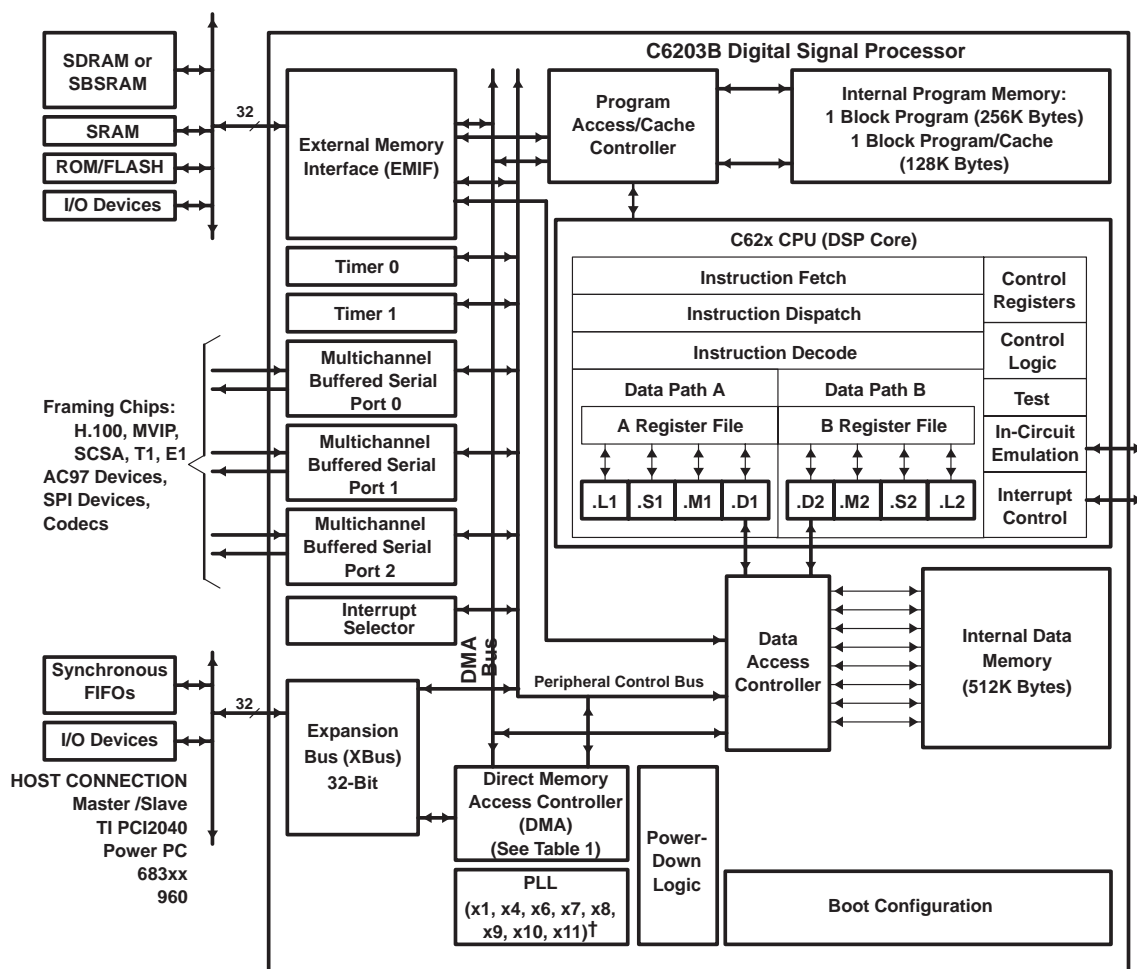 C6203B Digital Signal Processor
SDRAM or
SBSRAM
SRAM
ROM/FLASH
I/O Devices
32
External Memory
Interface (EMIF)
Program
Access/Cache
Controller
Internal Program Memory:
1 Block Program (256K Bytes)
1 Block Program/Cache
(128K Bytes)
Timer 0
Timer 1
Multichannel
Buffered Serial
Port 0
Multichannel
Buffered Serial
Port 1
Multichannel
Buffered Serial
Port 2
Framing Chips:
H.100, MVIP,
SCSA, T1, E1
AC97 Devices,
SPI Devices,
Codecs
C62x CPU (DSP Core)
Instruction Fetch
Instruction Dispatch
Instruction Decode
Data Path A
Data Path B
A Register File
B Register File
.L1
.S1
.M1
.D1
.D2
.M2
.S2
.L2
Control
Registers
Control
Logic
Test
In-Circuit
Emulation
Interrupt
Control
Interrupt
Selector
DMA
Bus
Peripheral Control Bus
Data
Access
Controller
Internal Data
Memory
(512K Bytes)
Synchronous
FIFOs
I/O Devices
32
HOST CONNECTION
Master /Slave
TI PCI2040
Power PC
683xx
960
Expansion
Bus (XBus)
32-Bit
Direct Memory
Access Controller
(DMA)
(See Table 1)
PLL
(x1, x4, x6, x7, x8,
x9, x10, x11)†
Power-
Down
Logic
Boot Configuration